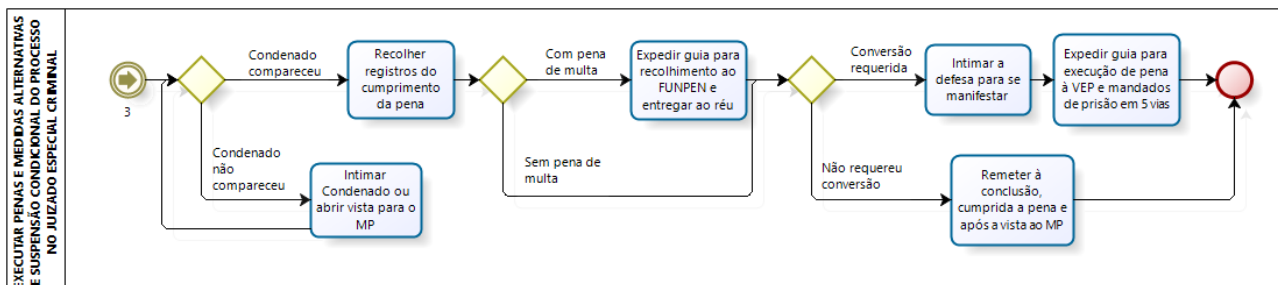 EXECUTAR PENAS E MEDIDAS ALTERNATIVAS
E SUSPENSÃO CONDICIONAL DO PROCESSO
NO JUIZADO ESPECIAL CRIMINAL
3
Condenado
compareceu
Condenado
não
compareceu
Recolher
registros do
cumprimento
da pena
Intimar
Condenado ou
abrir vista para o
MP
Com pena
de multa
Sem pena de
multa
Expedir guia para
recolhimento ao
FUNPEN e
entregar ao réu
Conversão
requerida
Não requereu
conversão
Intimar a
defesa para se
manifestar
Expedir guia para
execução de pena
à VEP e mandados
de prisão em 5 vias
Remeter à
conclusão,
cumprida a pena e
após a vista ao MP